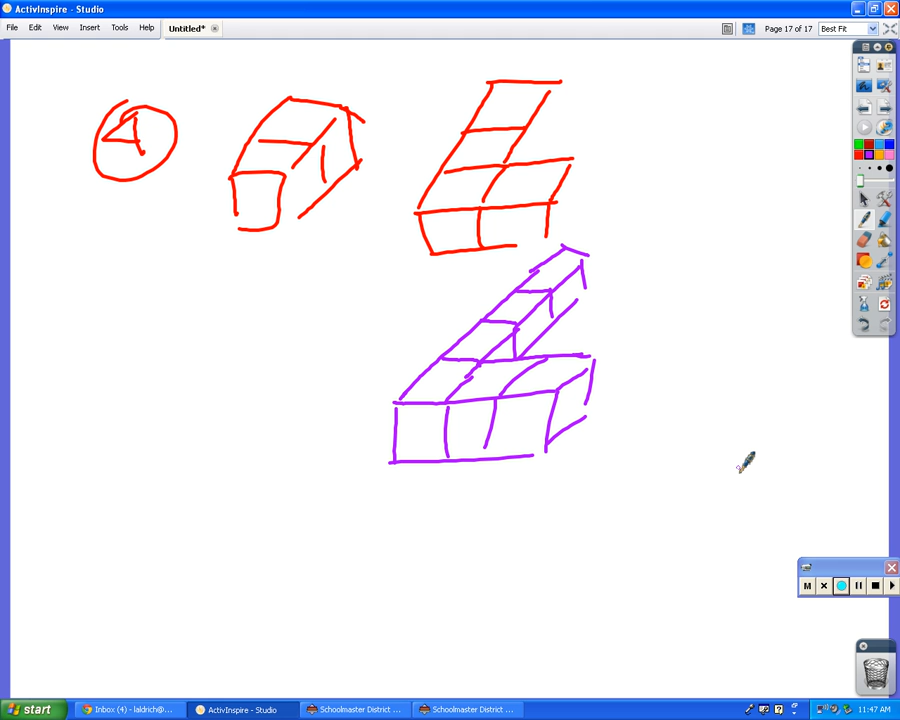 ActivInspire - Studio
File Edit View Insert Tools Help Untitled* Page 17 of 17 Best Fit
4
M
start Inbox (4) - laldrich@... ActivInspire - Studio Schoolmaster District ... Schoolmaster District ... 11:47 AM